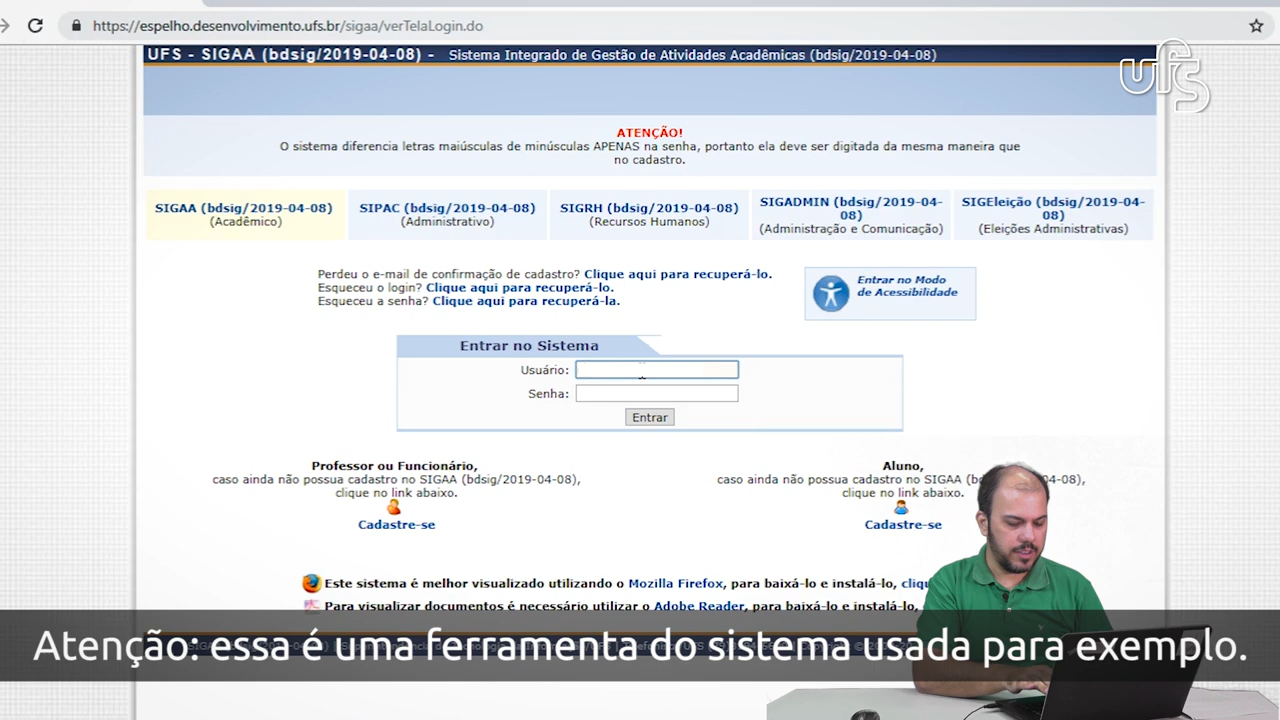 https://espelho.desenvolvimento.ufs.br/sigaa/verTelaLogin.do
UFS - SIGAA (bdsig/2019-04-08) - Sistema Integrado de Gestão de Atividades Acadêmicas (bdsig/2019-04-08)
ufs
ATENÇÃO!
O sistema diferencia letras maiúsculas de minúsculas APENAS na senha, portanto ela deve ser digitada da mesma maneira que
no cadastro.
SIGAA (bdsig/2019-04-08)
(Acadêmico)
SIPAC (bdsig/2019-04-08)
(Administrativo)
SIGRH (bdsig/2019-04-08)
(Recursos Humanos)
SIGADMIN (bdsig/2019-04-
08)
(Administração e Comunicação)
SIGEleição (bdsig/2019-04-
08)
(Eleições Administrativas)
Perdeu o e-mail de confirmação de cadastro? Clique aqui para recuperá-lo.
Esqueceu o login? Clique aqui para recuperá-lo.
Esqueceu a senha? Clique aqui para recuperá-la.
Entrar no Modo
de Acessibilidade
Entrar no Sistema
Usuário:
Senha:
Entrar
Professor ou Funcionário,
caso ainda não possua cadastro no SIGAA (bdsig/2019-04-08),
clique no link abaixo.
Cadastre-se
Aluno,
caso ainda não possua cadastro no SIGAA (bd 04-08),
clique no link abaixo.
Cadastre-se
Este sistema é melhor visualizado utilizando o Mozilla Firefox, para baixá-lo e instalá-lo, cliqu
Para visualizar documentos é necessário utilizar o Adobe Reader, para baixá-lo e instalá-lo,
Atenção: essa é uma ferramenta do sistema usada para exemplo.